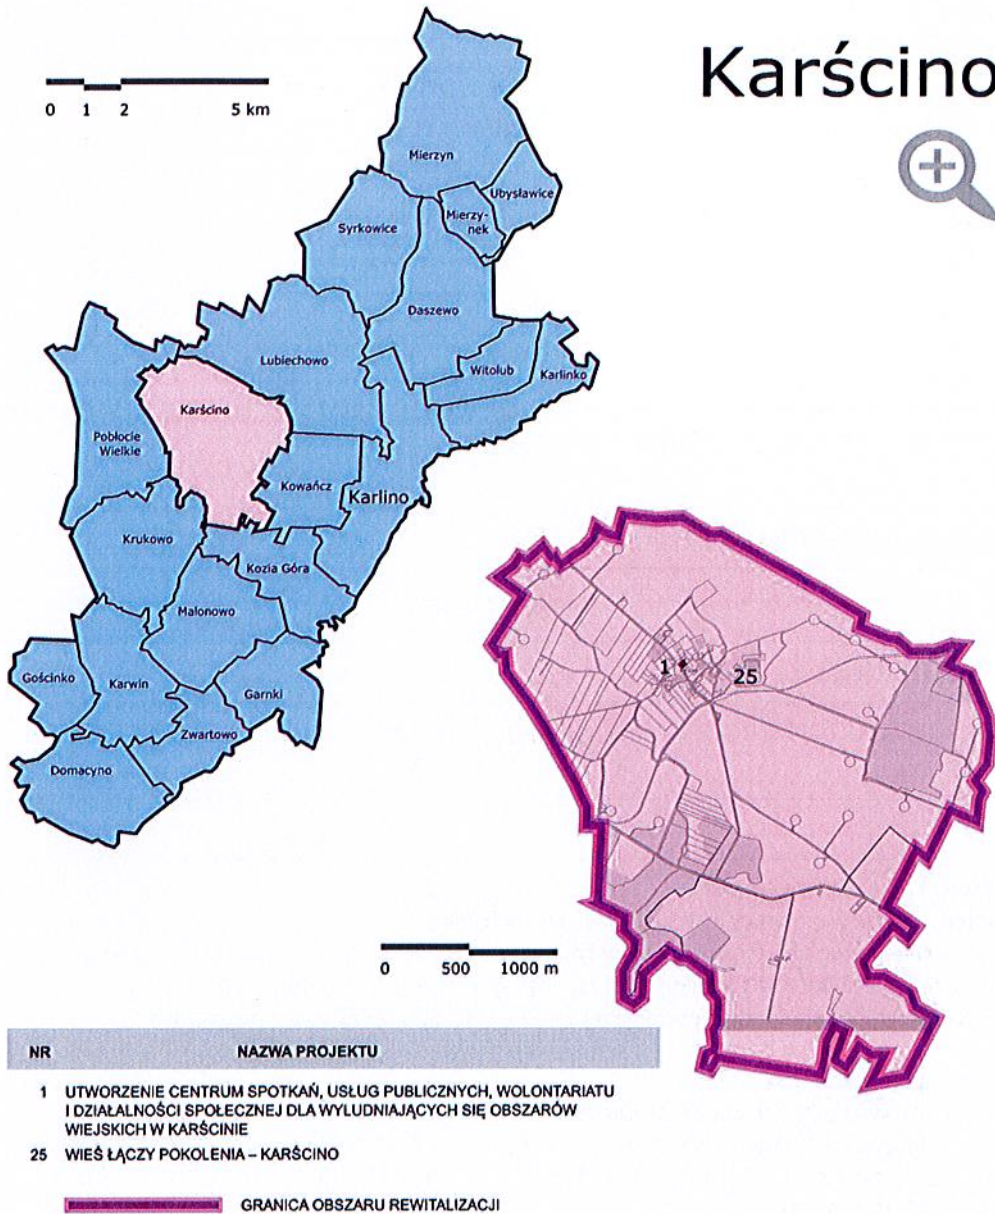 Karścino
0 1 2 5 km
Mierzyn
Ubysławice
Mierzy-
nek
Syrkowice
Daszewo
Lubiechowo
Witolub
Karlinko
Karścino
Pobłocie
Wielkie
Kowańcz
Karlino
Krukowo
Kozia Góra
Malonowo
Gościnko
Karwin
Garnki
Zwartowo
Domacyno
1
25
0 500 1000 m
NR NAZWA PROJEKTU
1 UTWORZENIE CENTRUM SPOTKAŃ, USŁUG PUBLICZNYCH, WOLONTARIATU
I DZIAŁALNOŚCI SPOŁECZNEJ DLA WYLUDNIAJĄCYCH SIĘ OBSZARÓW
WIEJSKICH W KARŚCINIE
25 WIEŚ ŁĄCZY POKOLENIA – KARŚCINO
GRANICA OBSZARU REWITALIZACJI